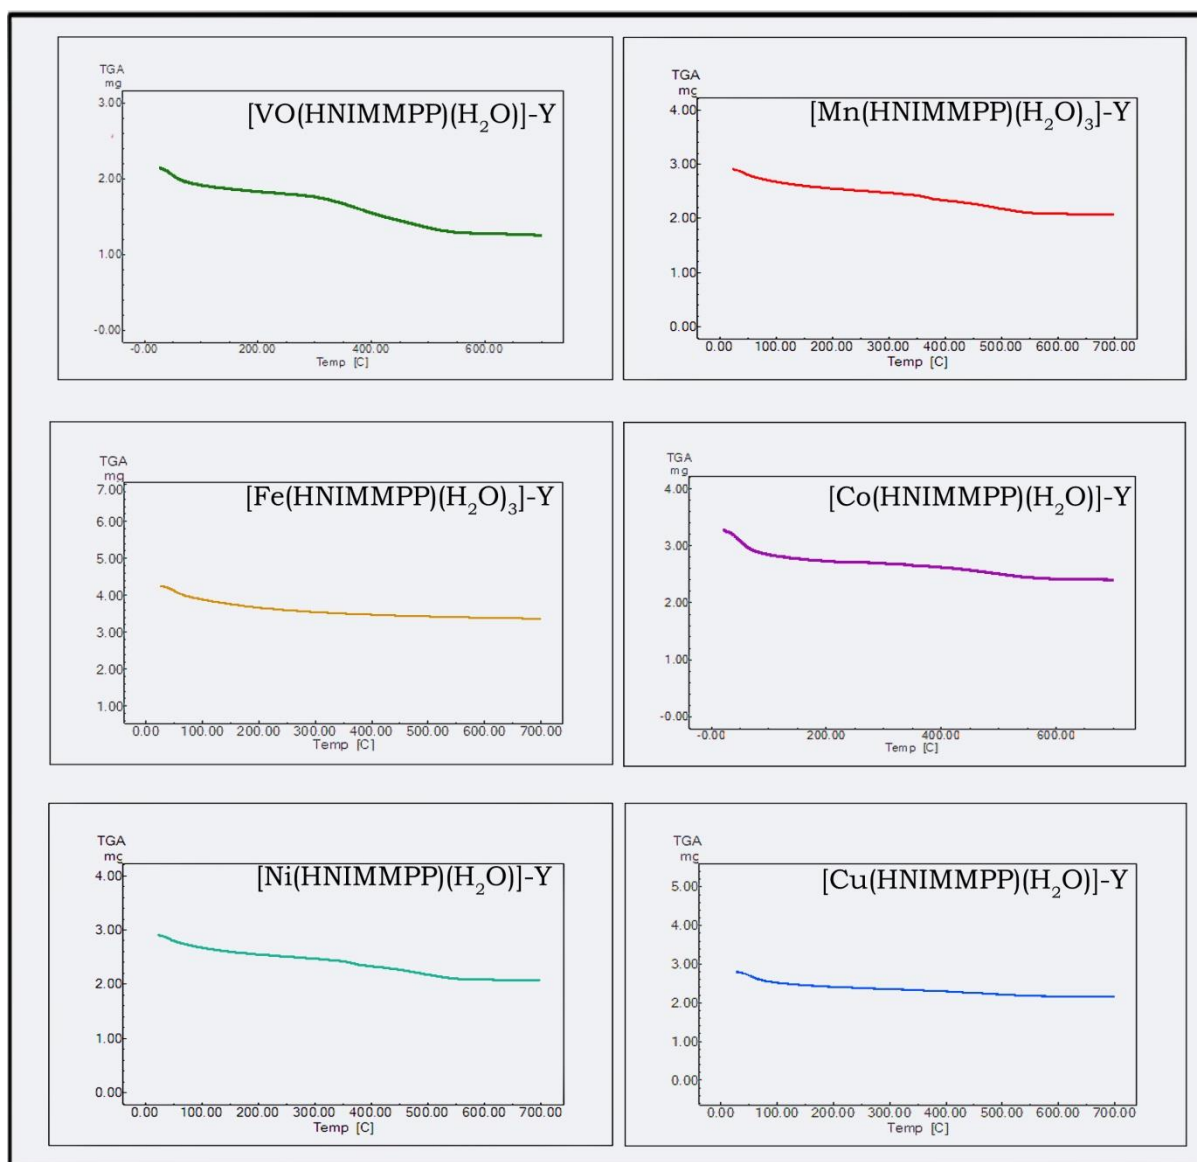 TGA
mg
[VO(HNIMMPP)(H₂O)]-Y
3.00
2.00
1.00
-0.00
-0.00 200.00 400.00 600.00
Temp [C]
TGA
mg
[Mn(HNIMMPP)(H₂O)₃]-Y
4.00
3.00
2.00
1.00
0.00
0.00 100.00 200.00 300.00 400.00 500.00 600.00 700.00
Temp [C]
TGA
mg
[Fe(HNIMMPP)(H₂O)₃]-Y
7.00
6.00
5.00
4.00
3.00
2.00
1.00
0.00 100.00 200.00 300.00 400.00 500.00 600.00 700.00
Temp [C]
TGA
mg
[Co(HNIMMPP)(H₂O)]-Y
4.00
3.00
2.00
1.00
-0.00
-0.00 200.00 400.00 600.00
Temp [C]
TGA
mg
[Ni(HNIMMPP)(H₂O)]-Y
4.00
3.00
2.00
1.00
0.00
0.00 100.00 200.00 300.00 400.00 500.00 600.00 700.00
Temp [C]
TGA
mg
[Cu(HNIMMPP)(H₂O)]-Y
5.00
4.00
3.00
2.00
1.00
0.00
0.00 100.00 200.00 300.00 400.00 500.00 600.00 700.00
Temp [C]